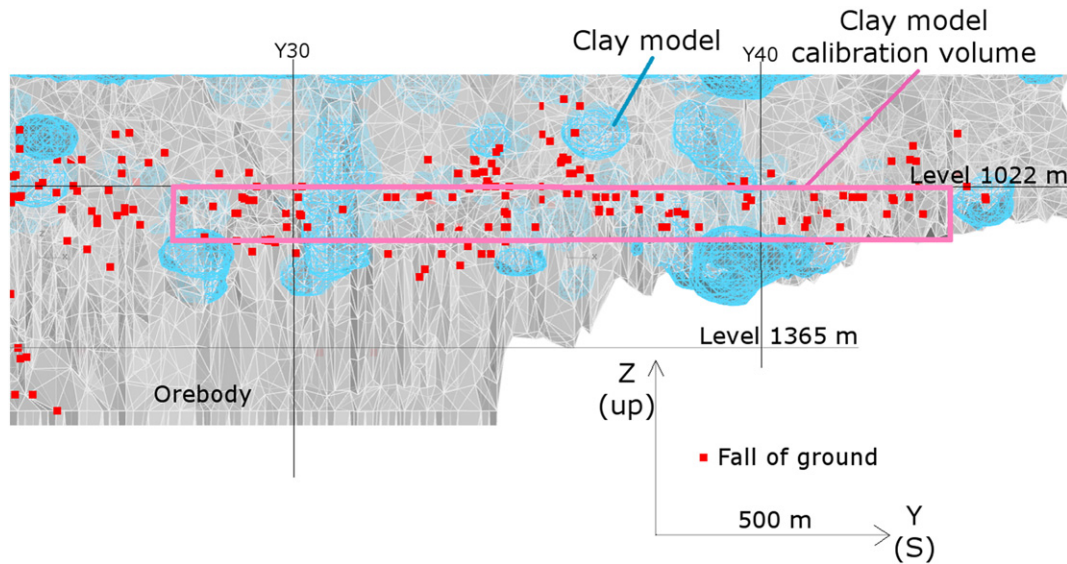 Clay model
Clay model
calibration volume
Y30
Y40
Level 1022 m
Level 1365 m
Orebody
Z
(up)
Fall of ground
500 m
Y
(S)